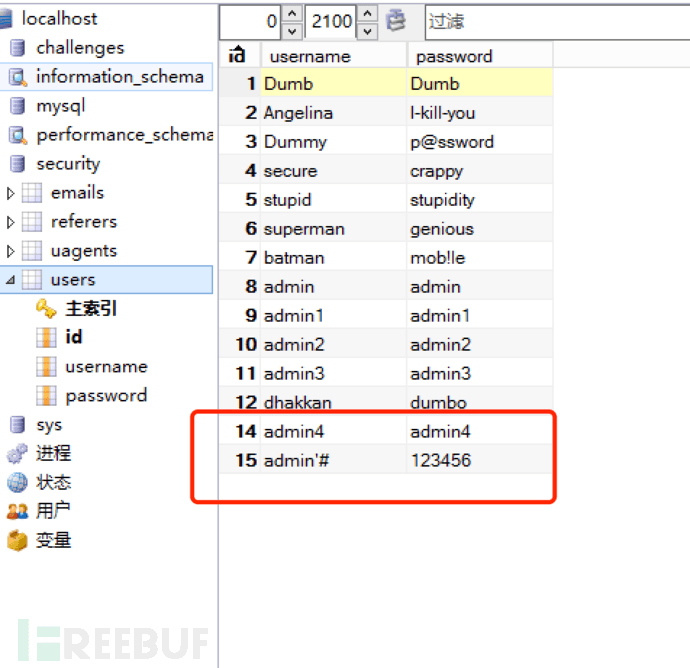 localhost
challenges
information_schema
mysql
performance_schema
security
emails
referers
uagents
users
主索引
id
username
password
sys
进程
状态
用户
变量
0 2100 过滤
id username password
1 Dumb Dumb
2 Angelina I-kill-you
3 Dummy p@ssword
4 secure crappy
5 stupid stupidity
6 superman genious
7 batman mob!le
8 admin admin
9 admin1 admin1
10 admin2 admin2
11 admin3 admin3
12 dhakkan dumbo
14 admin4 admin4
15 admin'# 123456
FREEBUF